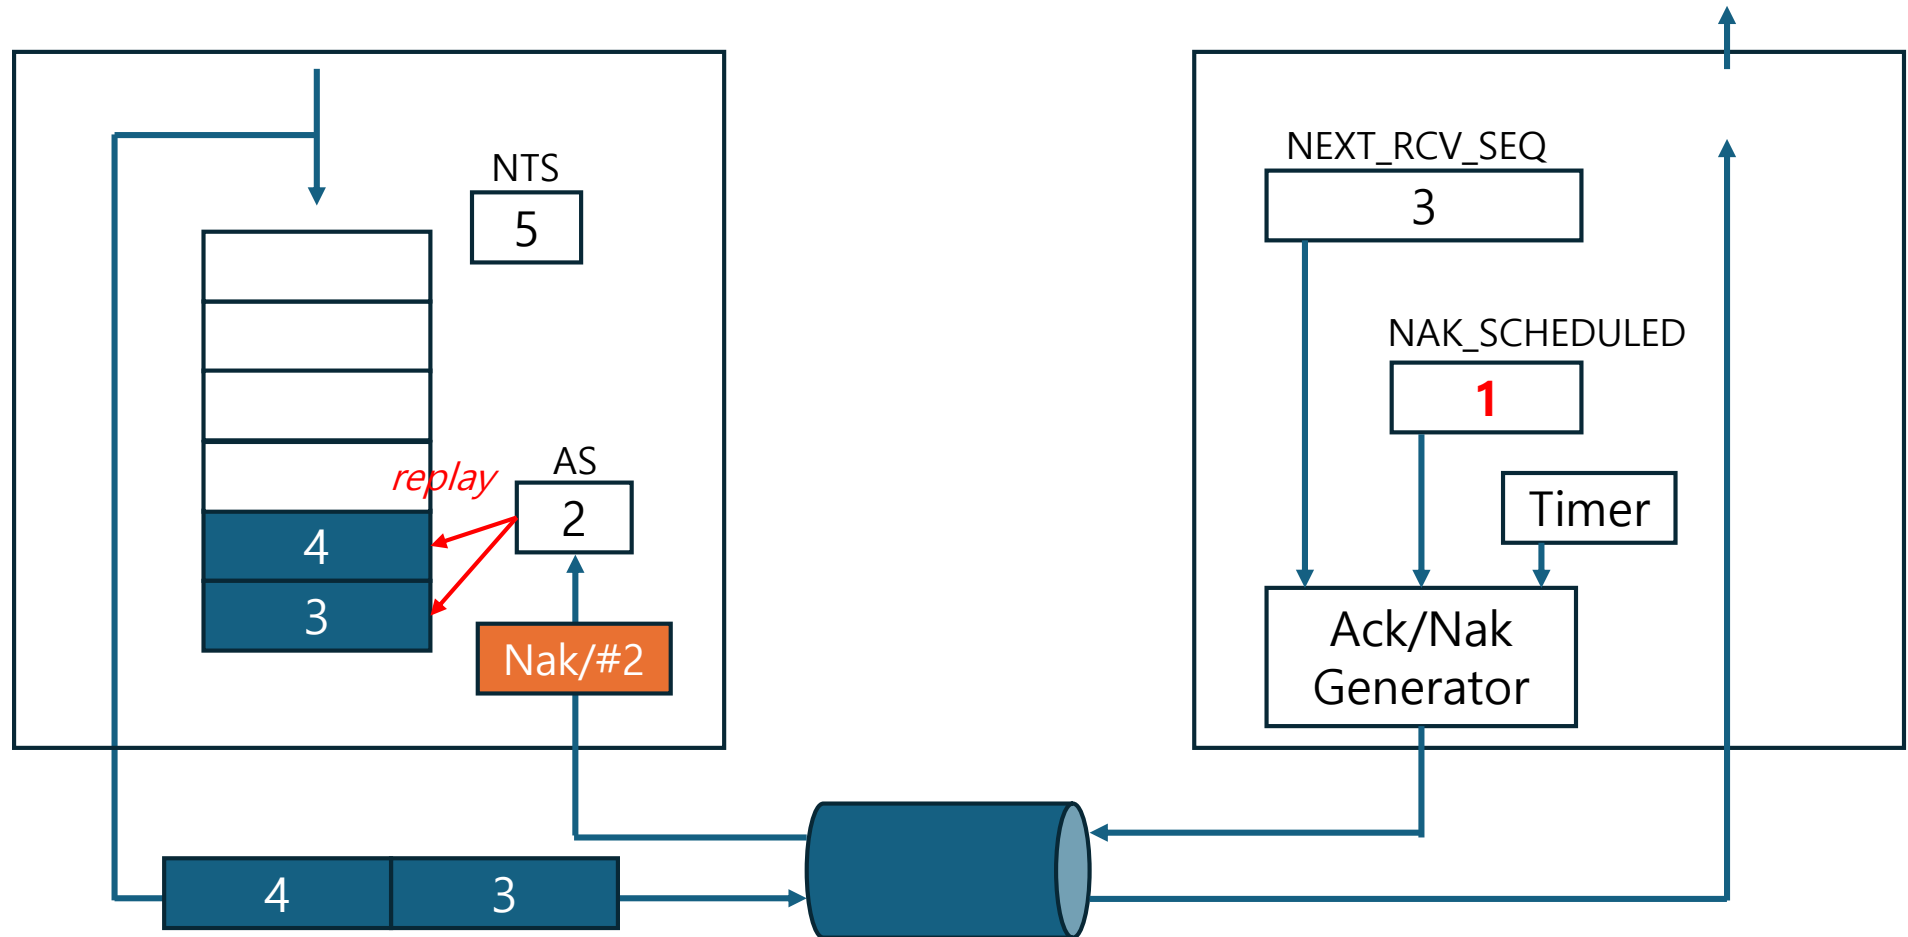 NTS
5
replay
AS
2
4
3
Nak/#2
4
3
NEXT_RCV_SEQ
3
NAK_SCHEDULED
1
Timer
Ack/Nak
Generator